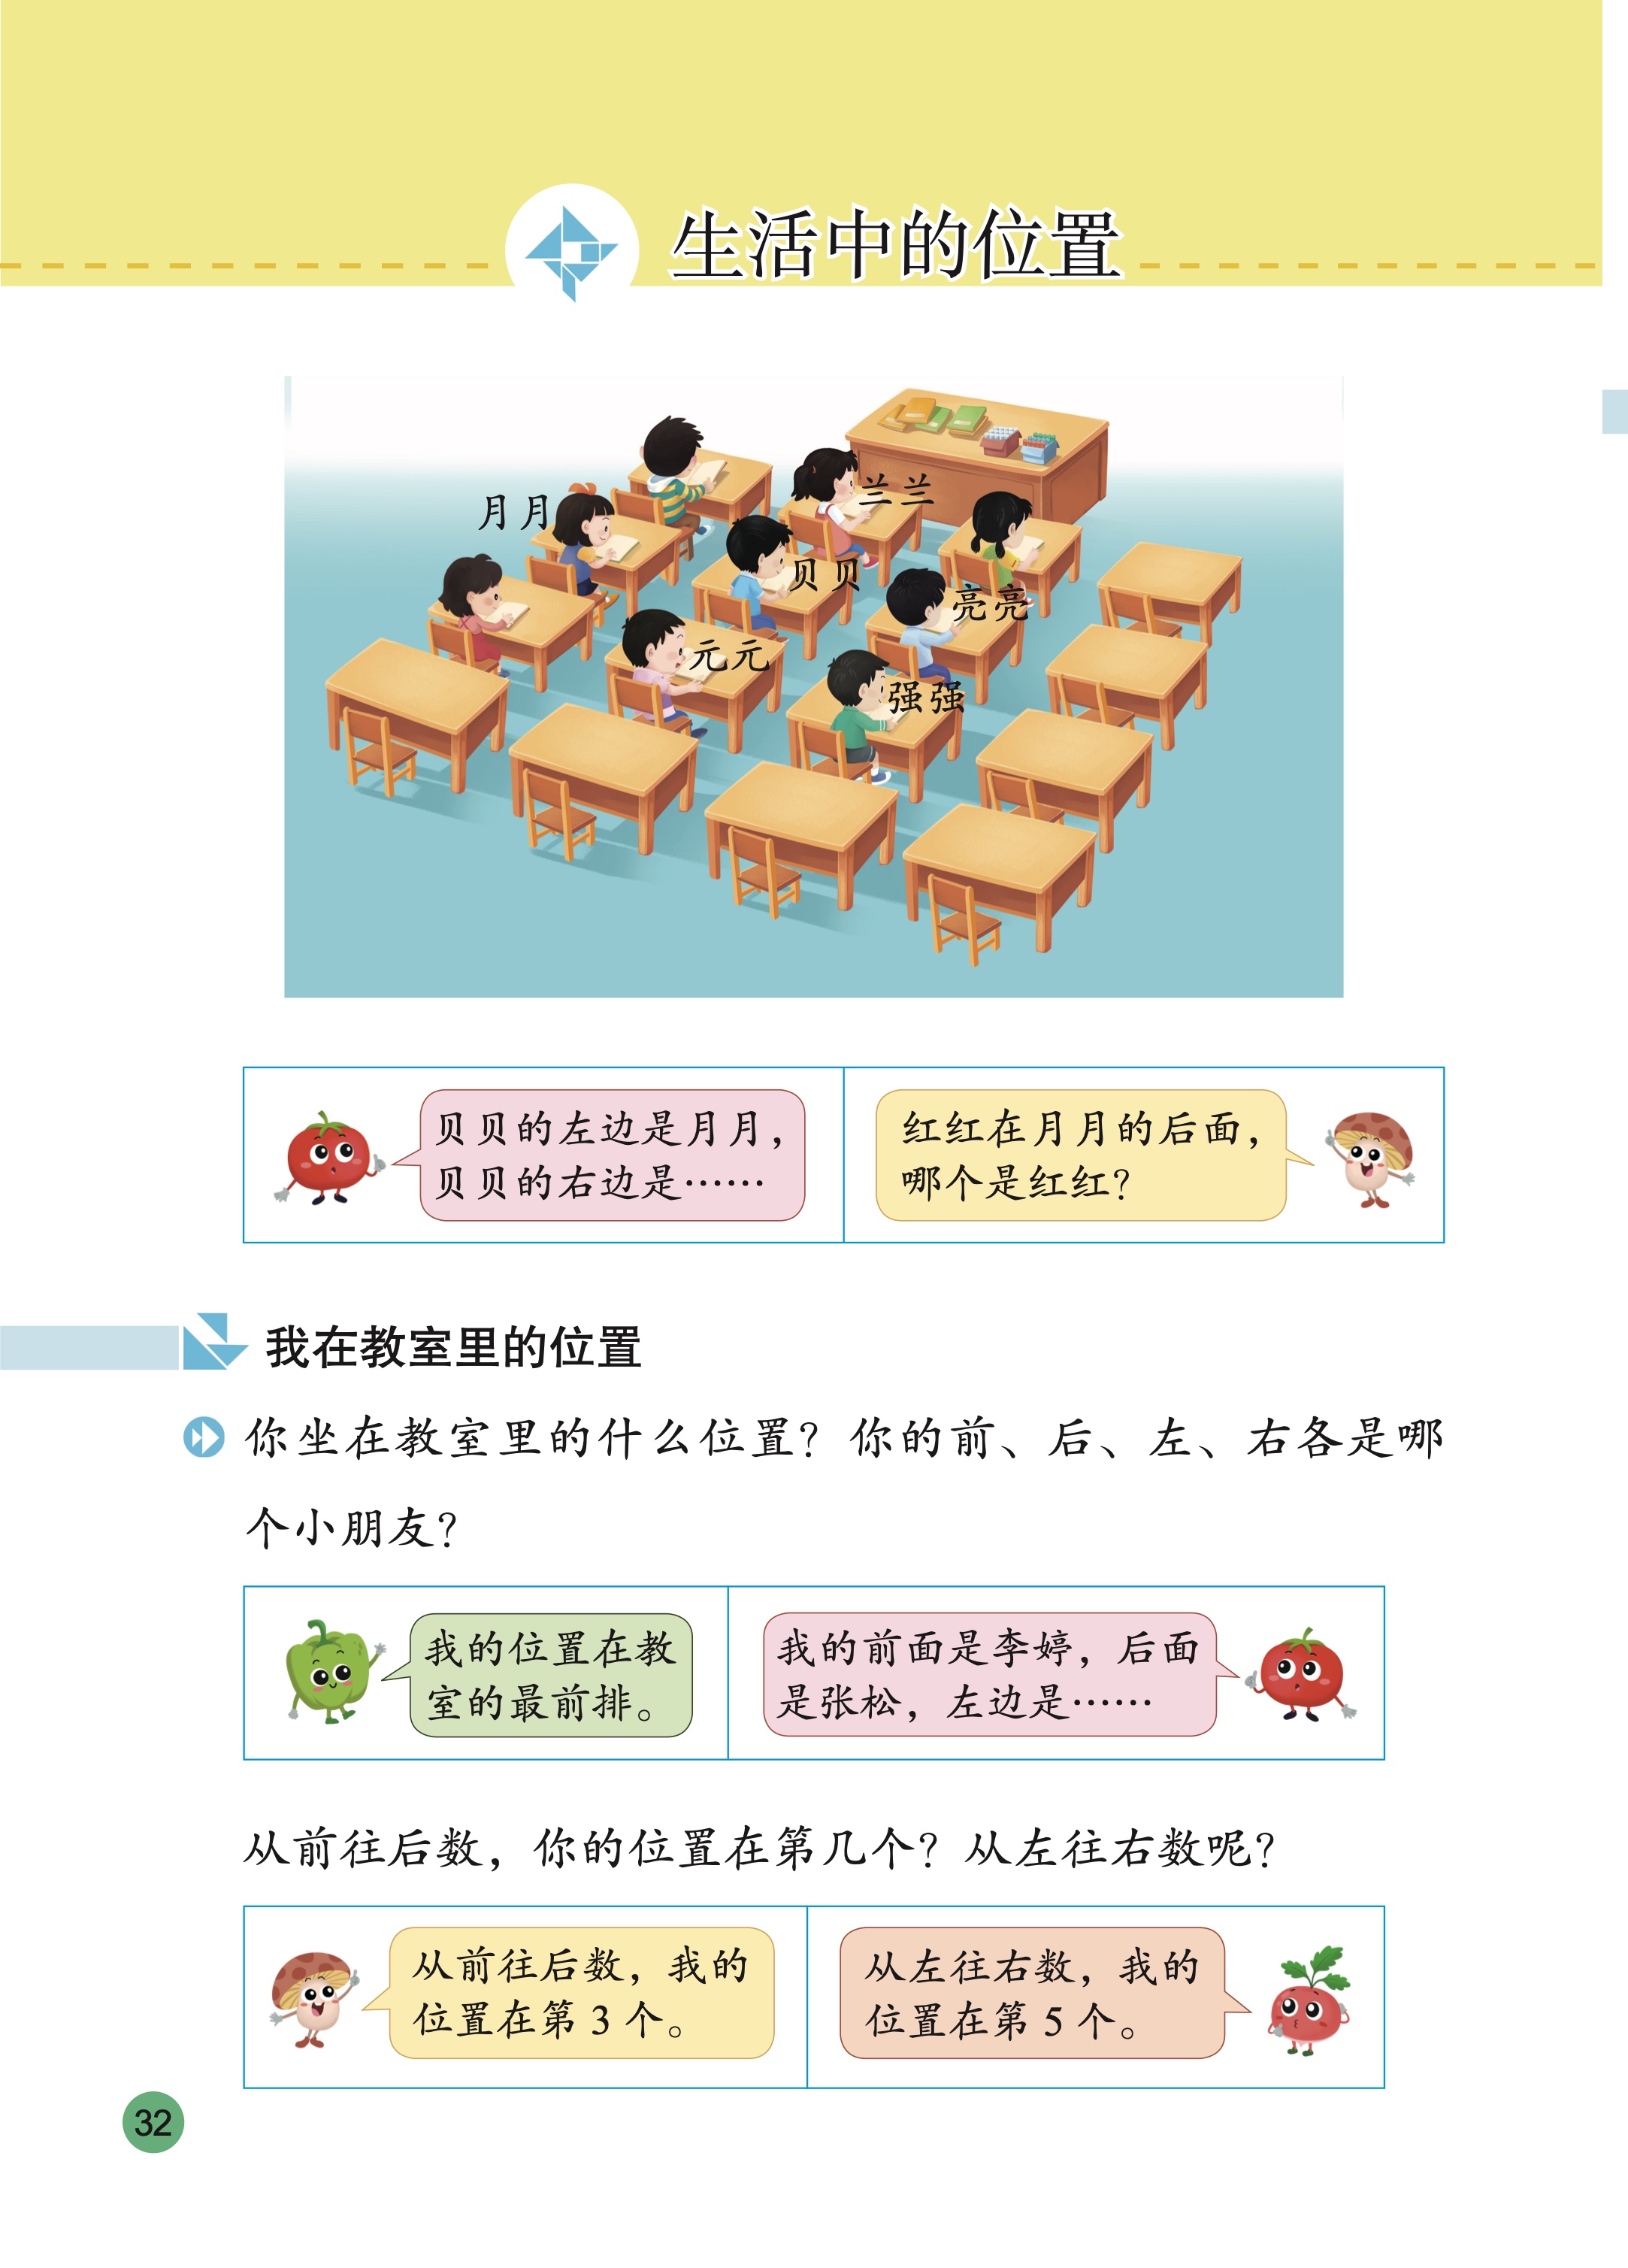 生活中的位置
月月
兰兰
贝贝
亮亮
元元
强强
贝贝的左边是月月，
贝贝的右边是……
红红在月月的后面，
哪个是红红？
我在教室里的位置
你坐在教室里的什么位置？你的前、后、左、右各是哪
个小朋友？
我的位置在教
室的最前排。
我的前面是李婷，后面
是张松，左边是……
从前往后数，你的位置在第几个？从左往右数呢？
从前往后数，我的
位置在第 3 个。
从左往右数，我的
位置在第 5 个。
32